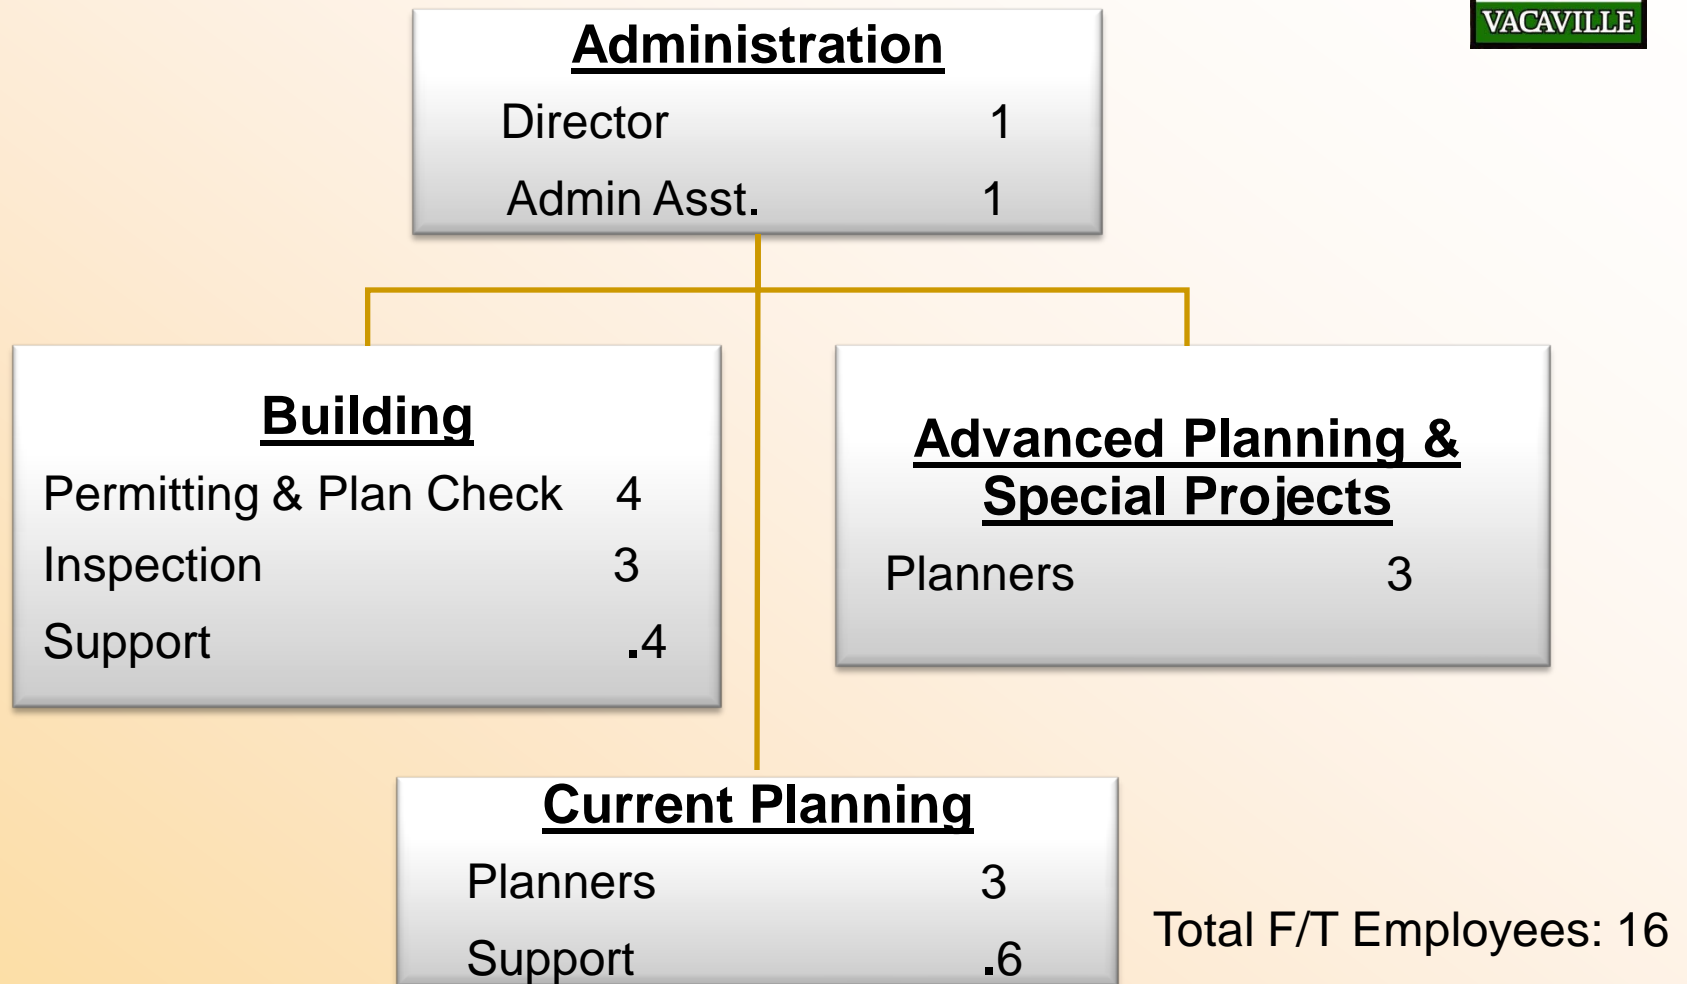 VACAVILLE
Administration
Director 1
Admin Asst. 1
Building
Permitting & Plan Check 4
Inspection 3
Support .4
Advanced Planning &
Special Projects
Planners 3
Current Planning
Planners 3
Support .6
Total F/T Employees: 16